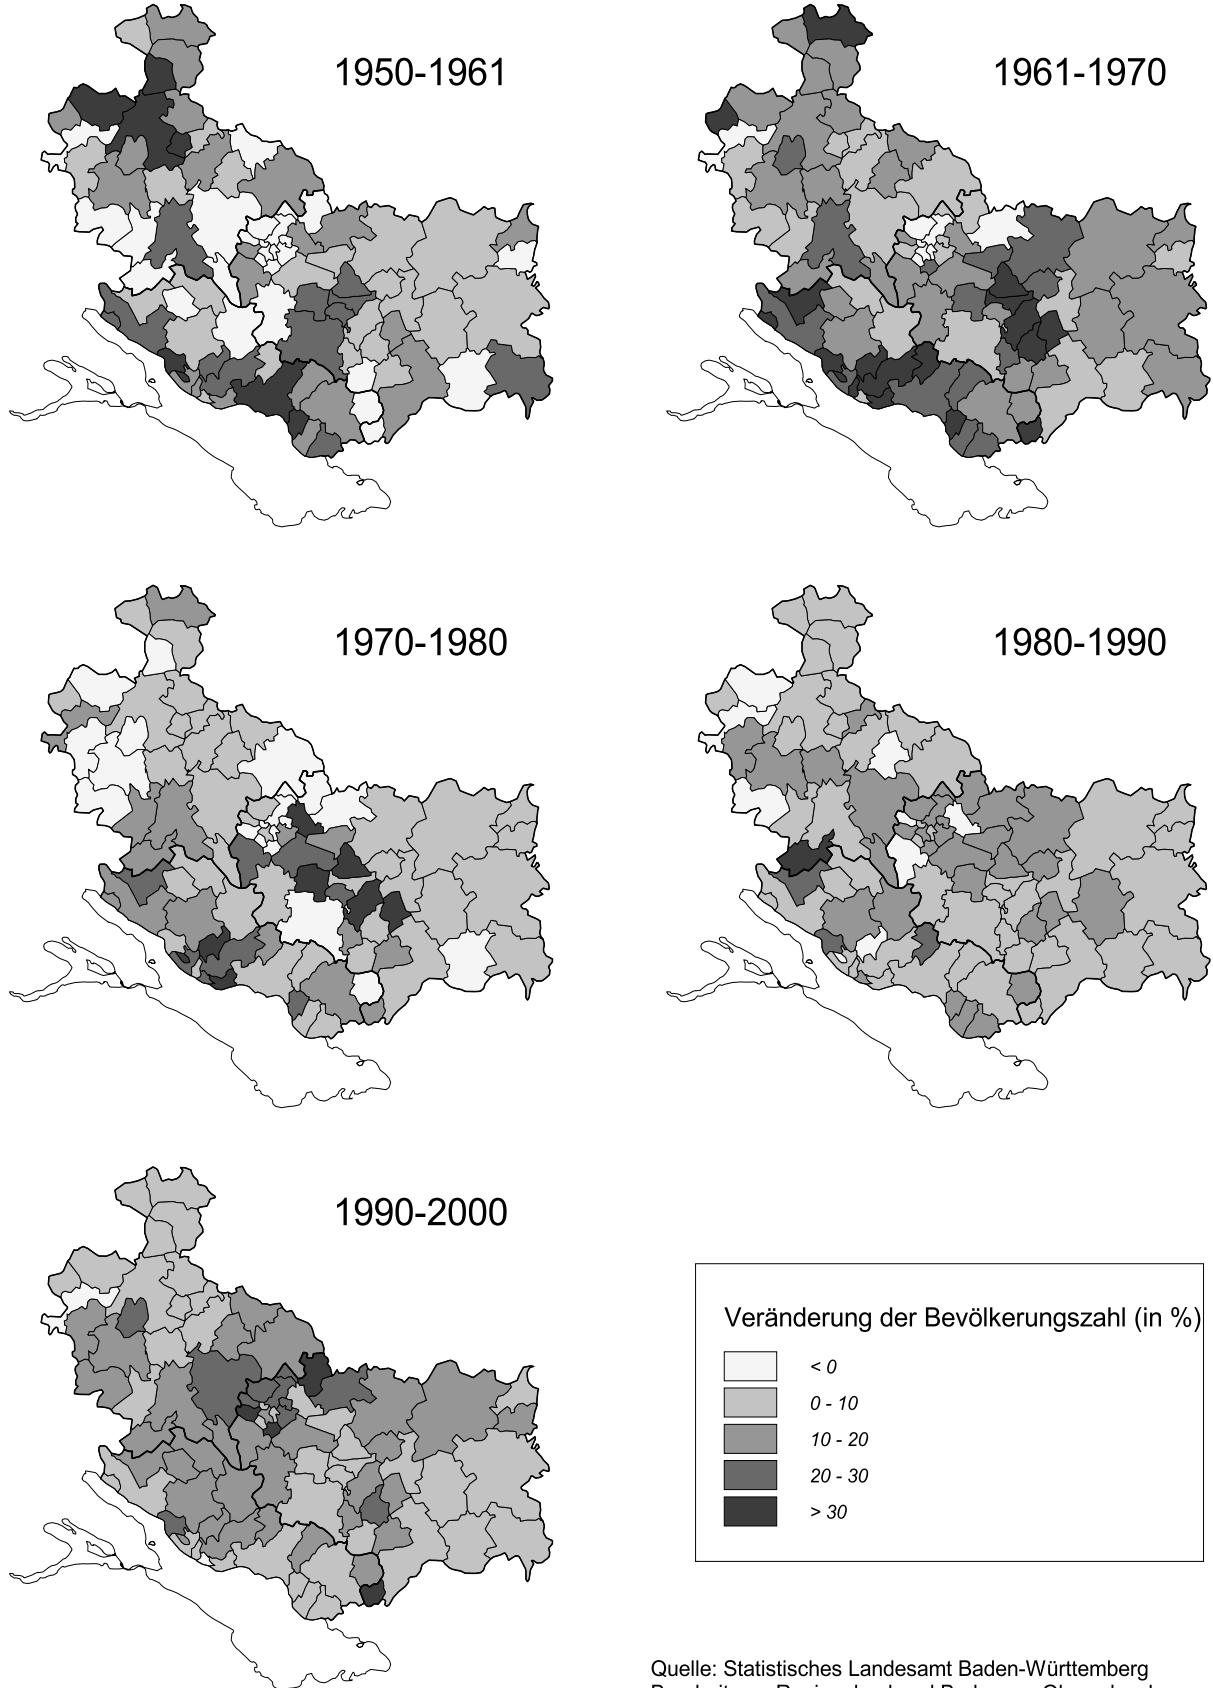 1950-1961
1961-1970
1970-1980
1980-1990
1990-2000
Veränderung der Bevölkerungszahl (in %)
< 0
0 - 10
10 - 20
20 - 30
> 30
Quelle: Statistisches Landesamt Baden-Württemberg